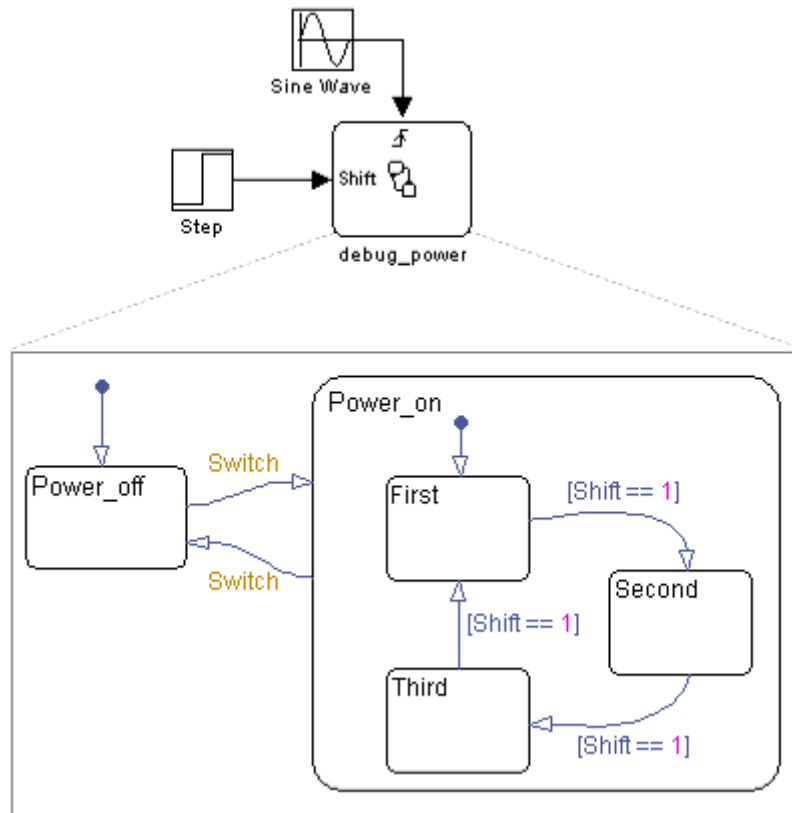 Sine Wave
Shift
Step
debug_power
Power_on
Switch
Power_off
First
[Shift == 1]
Switch
Second
[Shift == 1]
Third
[Shift == 1]